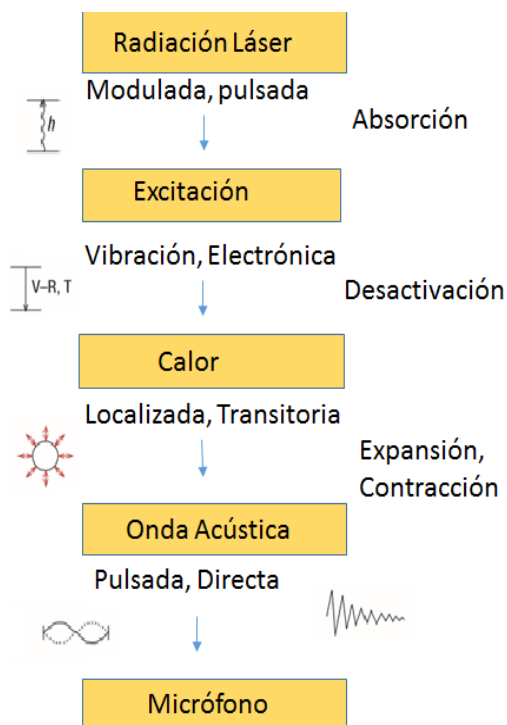 Radiación Láser
Modulada, pulsada
h
Absorción
Excitación
Vibración, Electrónica
V–R, T
Desactivación
Calor
Localizada, Transitoria
Expansión,
Contracción
Onda Acústica
Pulsada, Directa
Micrófono